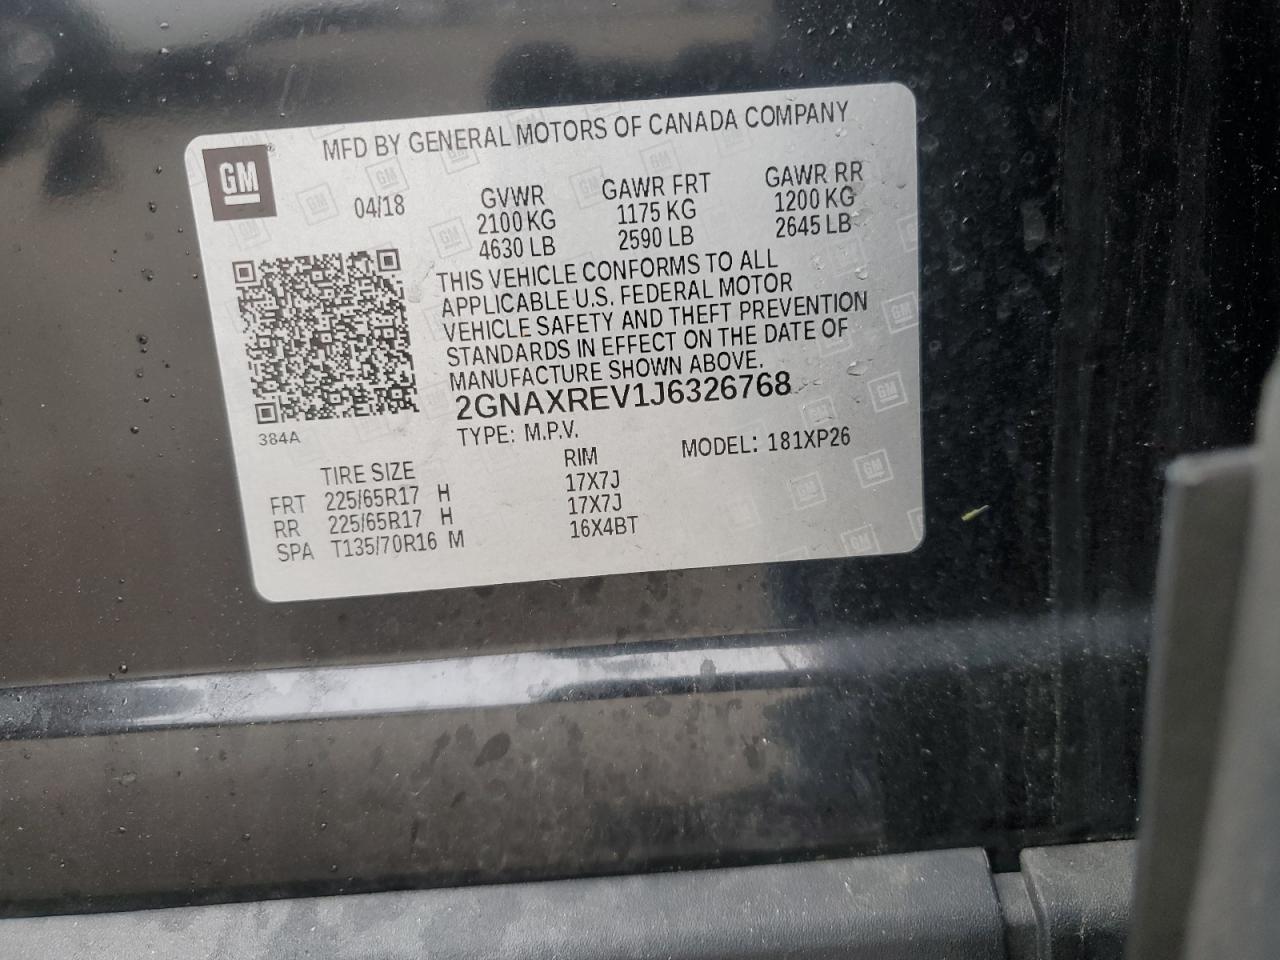 MFD BY GENERAL MOTORS OF CANADA COMPANY
GM®
04/18
GVWR GAWR FRT GAWR RR
2100 KG 1175 KG 1200 KG
4630 LB 2590 LB 2645 LB
THIS VEHICLE CONFORMS TO ALL
APPLICABLE U.S. FEDERAL MOTOR
VEHICLE SAFETY AND THEFT PREVENTION
STANDARDS IN EFFECT ON THE DATE OF
MANUFACTURE SHOWN ABOVE.
2GNAXREV1J6326768
384A
TYPE: M.P.V. MODEL: 181XP26
TIRE SIZE RIM
FRT 225/65R17 H 17X7J
RR 225/65R17 H 17X7J
SPA T135/70R16 M 16X4BT